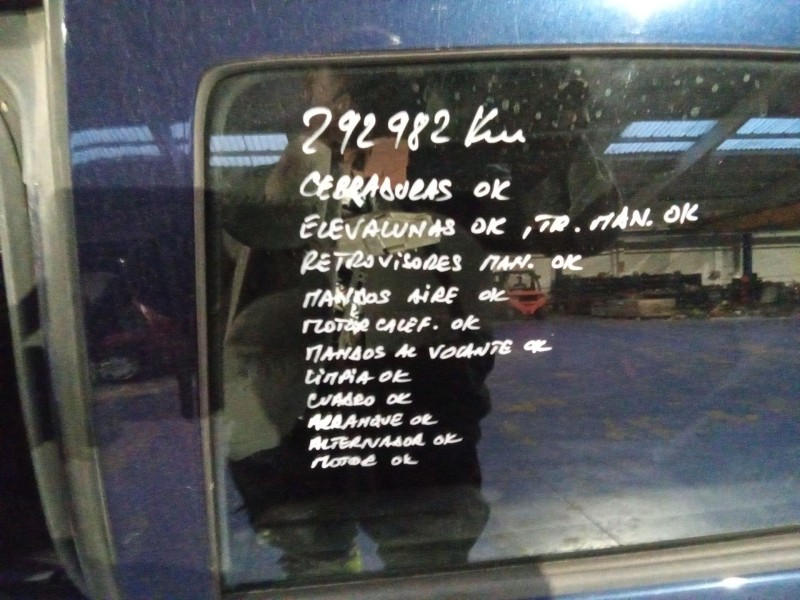 292982 Km
CERRADURAS OK
ELEVALUNAS OK, TR. MAN. OK
RETROVISORES MAN. OK
MANDOS AIRE OK
MOTOR CALEF. OK
MANDOS AL VOLANTE OK
LIMPIA OK
CUADRO OK
ARRANQUE OK
ALTERNADOR OK
MOTOR OK